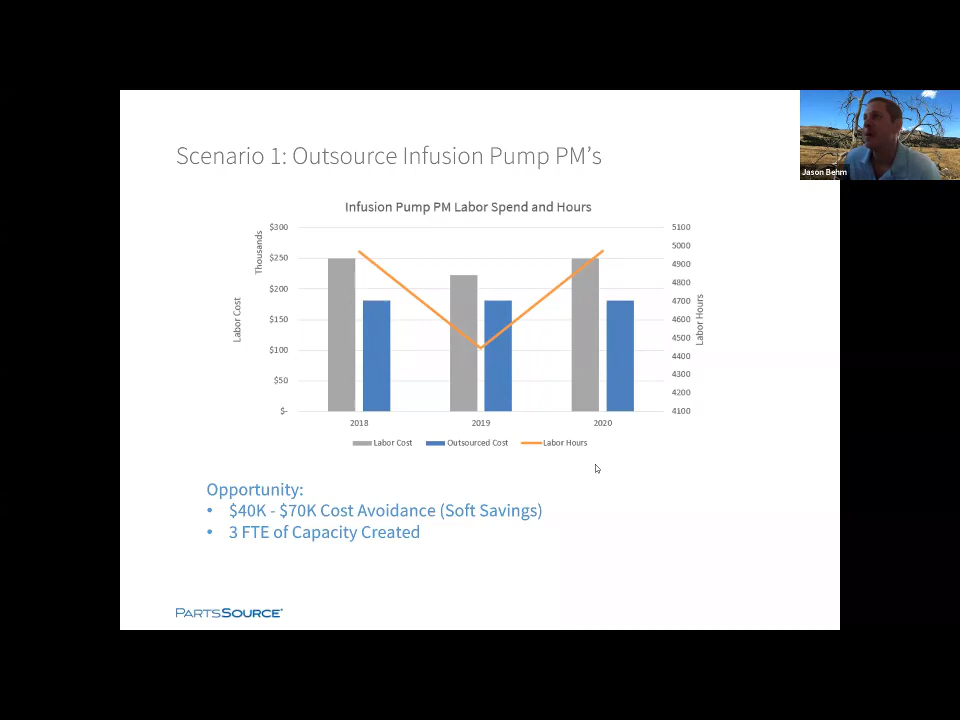 Scenario 1: Outsource Infusion Pump PM's
Jason Behm
Infusion Pump PM Labor Spend and Hours
Thousands
Labor Cost
$300
$250
$200
$150
$100
$50
$-
5100
5000
4900
4800
4700
4600
4500
4400
4300
4200
4100
Labor Hours
2018 2019 2020
Labor Cost Outsourced Cost Labor Hours
Opportunity:
• $40K - $70K Cost Avoidance (Soft Savings)
• 3 FTE of Capacity Created
PARTSSOURCE